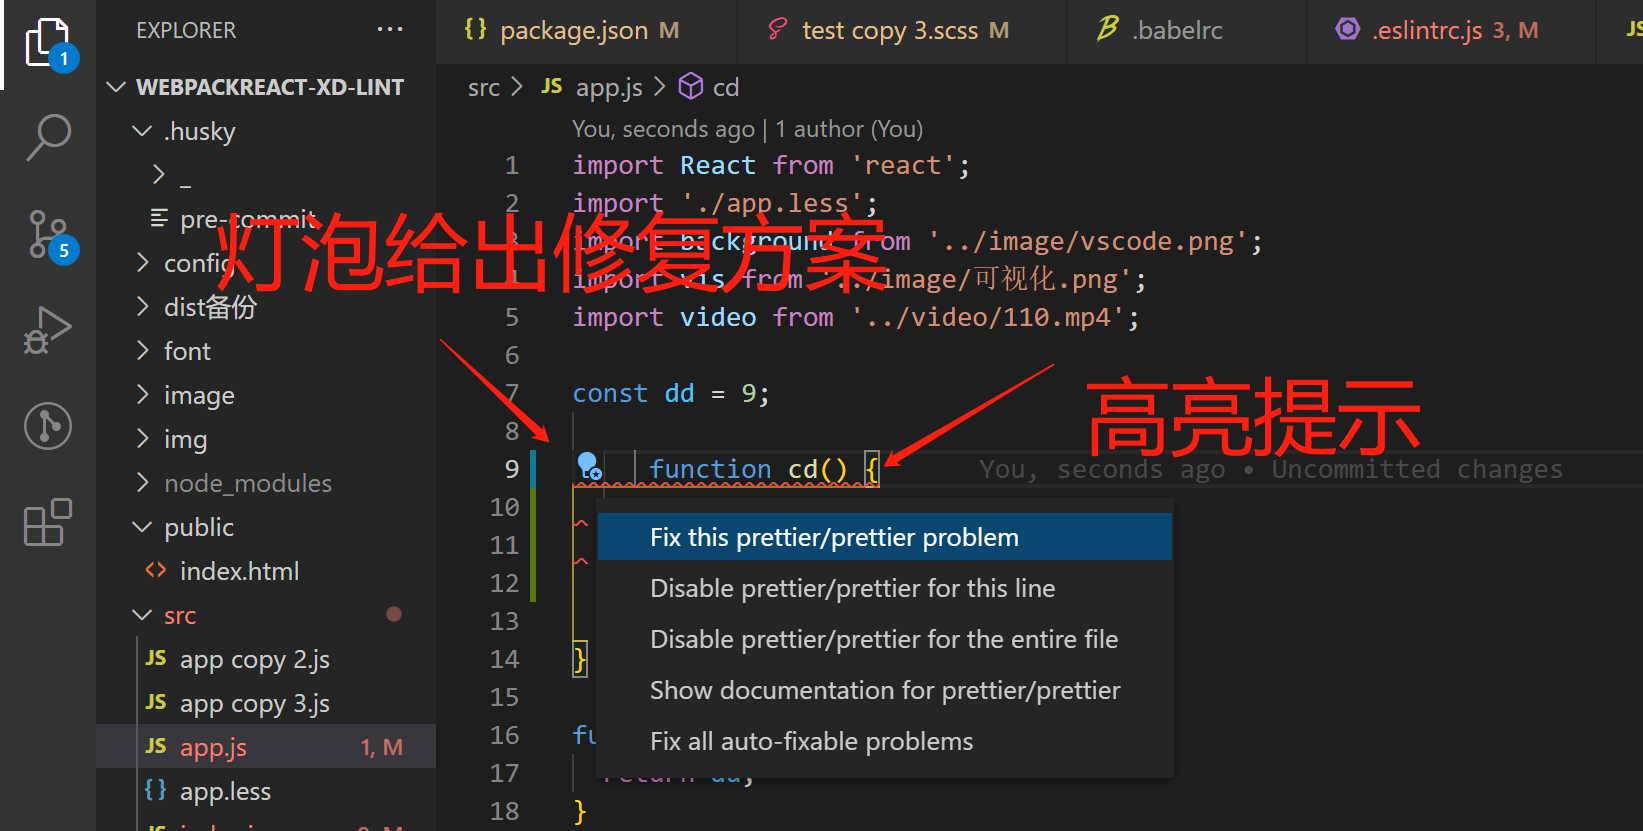 EXPLORER ...
{} package.json M
test copy 3.scss M
.babelrc
.eslintrc.js 3, M
JS
1
WEBPACKREACT-XD-LINT
src > JS app.js > cd
.husky
You, seconds ago | 1 author (You)
_
1 import React from 'react';
pre-commit
2 import './app.less';
灯泡给出修复方案
3 import background from '../image/vscode.png';
config
4 import vis from '../image/可视化.png';
5
dist备份
5 import video from '../video/110.mp4';
font
6
image
7 const dd = 9;
高亮提示
img
8
9 function cd() { You, seconds ago • Uncommitted changes
node_modules
10
public
11 Fix this prettier/prettier problem
index.html
12 Disable prettier/prettier for this line
src
13 Disable prettier/prettier for the entire file
JS app copy 2.js
14 }
JS app copy 3.js
15 Show documentation for prettier/prettier
JS app.js 1, M
16 Fix all auto-fixable problems
{} app.less
17
18 }